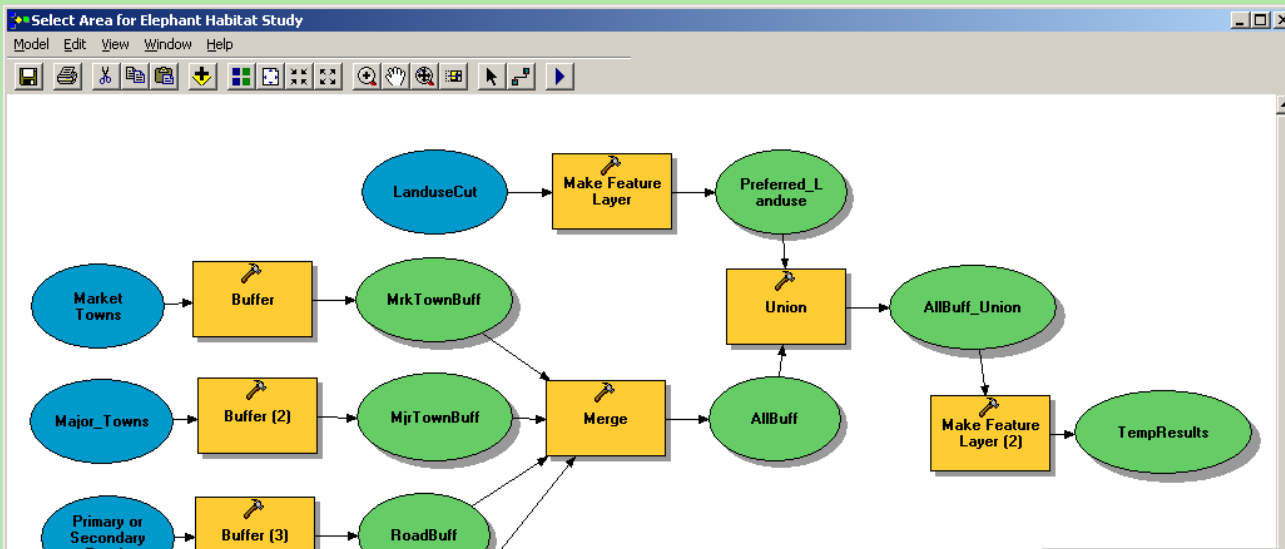 Select Area for Elephant Habitat Study
Model Edit View Window Help
LanduseCut
Make Feature
Layer
Preferred_L
anduse
Market
Towns
Buffer
MrkTownBuff
Union
AllBuff_Union
Major_Towns
Buffer (2)
MjrTownBuff
Merge
AllBuff
Make Feature
Layer (2)
TempResults
Primary or
Secondary
Buffer (3)
RoadBuff